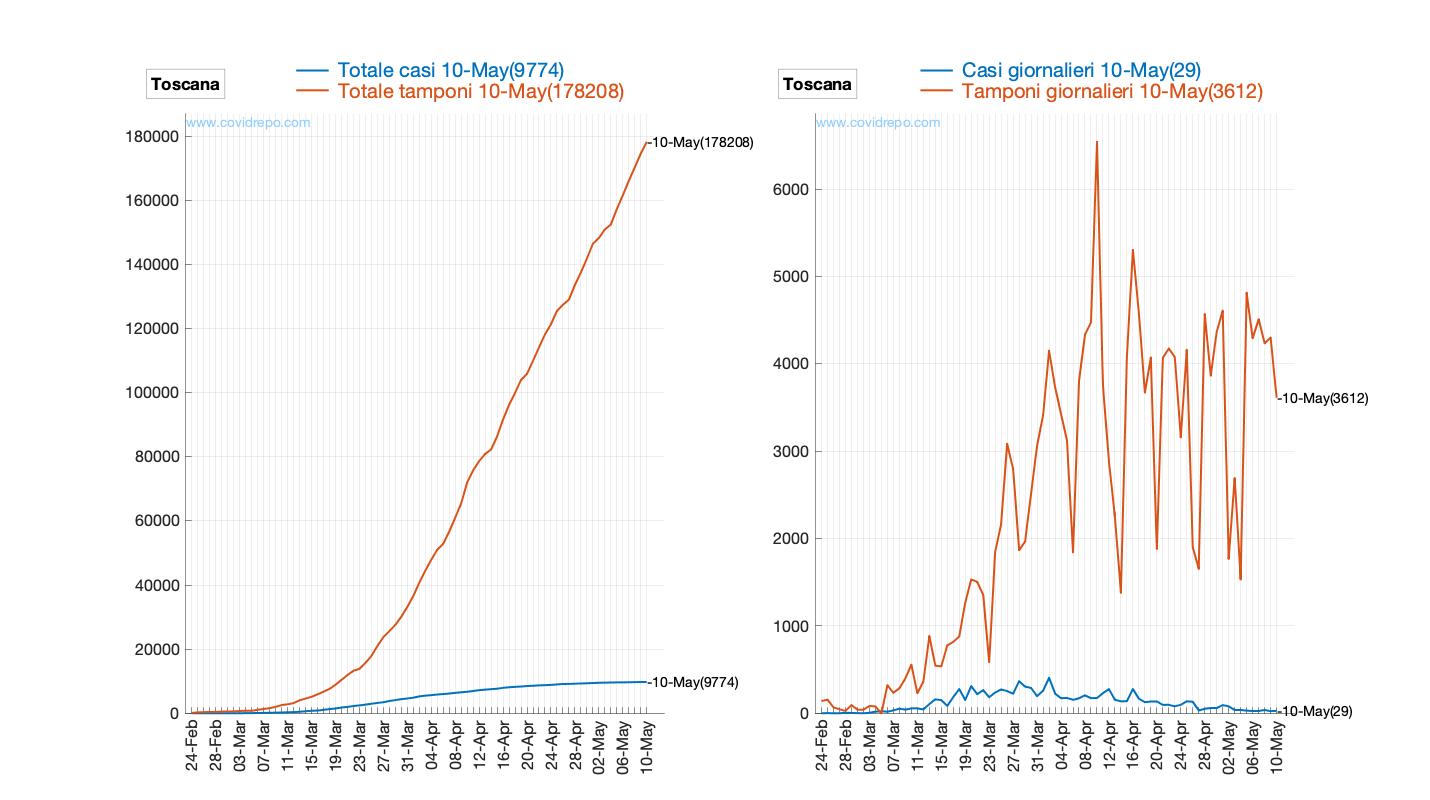 Toscana
Totale casi 10-May(9774)
Totale tamponi 10-May(178208)
www.covidrepo.com
180000
160000
140000
120000
100000
80000
60000
40000
20000
0
10-May(178208)
10-May(9774)
24-Feb
28-Feb
03-Mar
07-Mar
11-Mar
15-Mar
19-Mar
23-Mar
27-Mar
31-Mar
04-Apr
08-Apr
12-Apr
16-Apr
20-Apr
24-Apr
28-Apr
02-May
06-May
10-May
Toscana
Casi giornalieri 10-May(29)
Tamponi giornalieri 10-May(3612)
www.covidrepo.com
6000
5000
4000
3000
2000
1000
0
10-May(3612)
10-May(29)
24-Feb
28-Feb
03-Mar
07-Mar
11-Mar
15-Mar
19-Mar
23-Mar
27-Mar
31-Mar
04-Apr
08-Apr
12-Apr
16-Apr
20-Apr
24-Apr
28-Apr
02-May
06-May
10-May